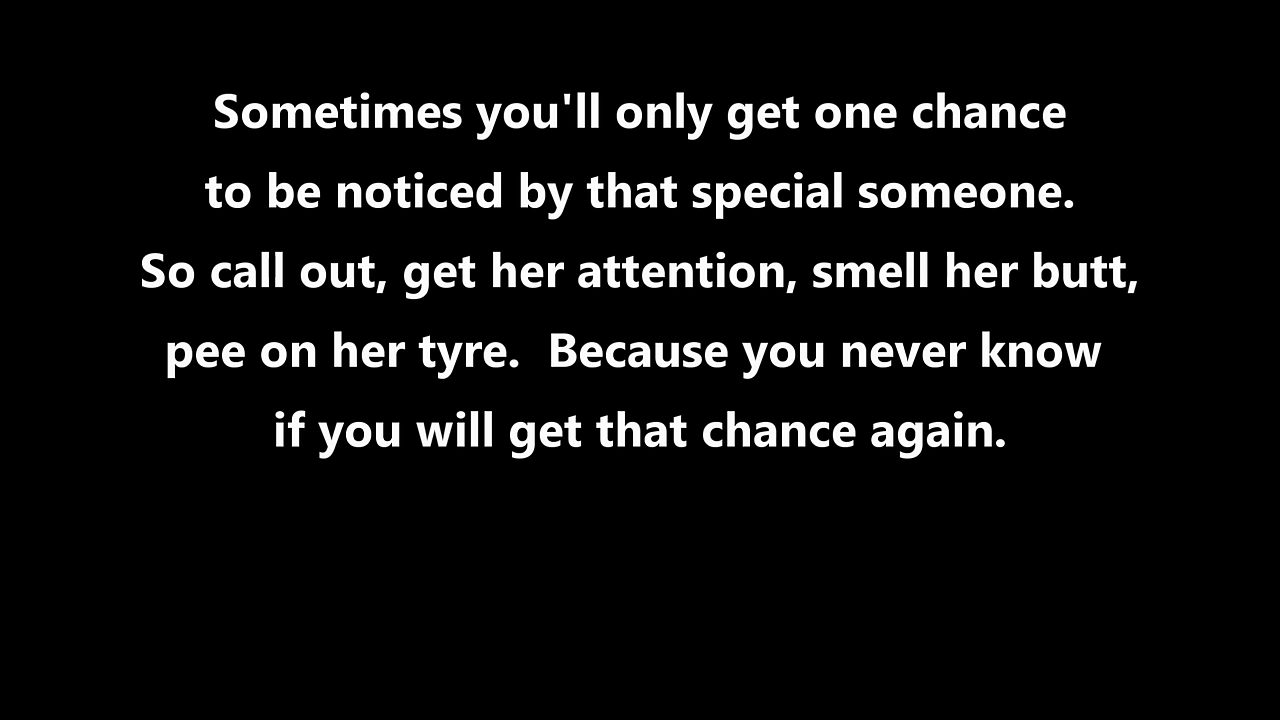 Sometimes you'll only get one chance
to be noticed by that special someone.
So call out, get her attention, smell her butt,
pee on her tyre.  Because you never know
if you will get that chance again.